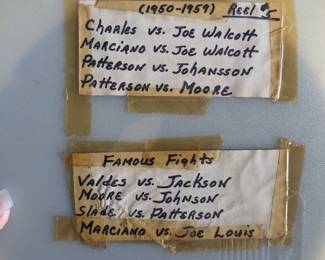 (1950-1959) REEL #5
CHARLES VS. JOE WALCOTT
MARCIANO VS. JOE WALCOTT
PATTERSON VS. JOHANSSON
PATTERSON VS. MOORE
FAMOUS FIGHTS
VALDES VS. JACKSON
MOORE VS. JOHNSON
SLADE VS. PATTERSON
MARCIANO VS. JOE LOUIS